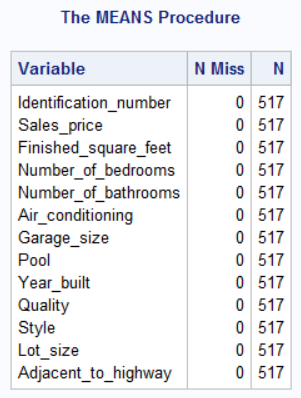 The MEANS Procedure
Variable N Miss N
Identification_number 0 517
Sales_price 0 517
Finished_square_feet 0 517
Number_of_bedrooms 0 517
Number_of_bathrooms 0 517
Air_conditioning 0 517
Garage_size 0 517
Pool 0 517
Year_built 0 517
Quality 0 517
Style 0 517
Lot_size 0 517
Adjacent_to_highway 0 517